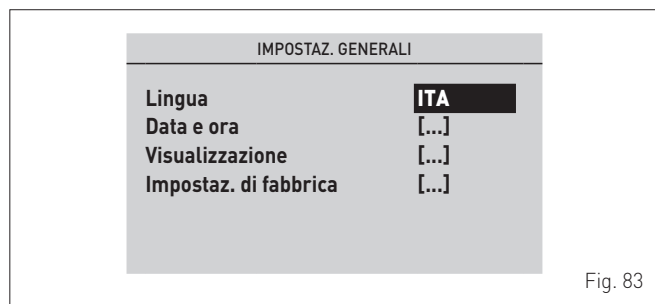 IMPOSTAZ. GENERALI
Lingua ITA
Data e ora [...]
Visualizzazione [...]
Impostaz. di fabbrica [...]
Fig. 83